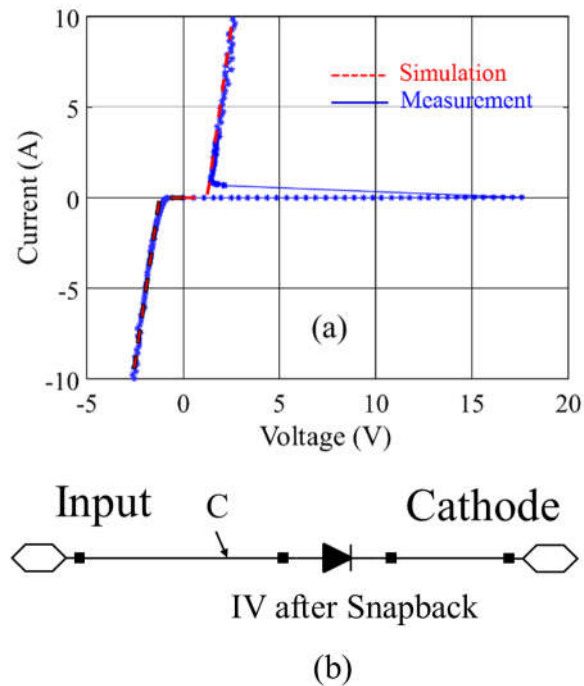 10
Simulation
5
Measurement
Current (A)
0
-5
(a)
-10
-5 0 5 10 15 20
Voltage (V)
Input C Cathode
IV after Snapback
(b)